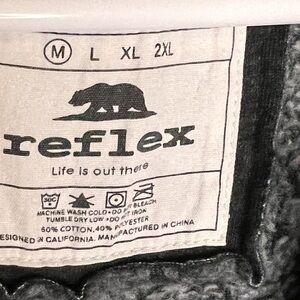 M L XL 2XL
reflex
Life is out there
30C
MACHINE WASH COLD•DO NOT BLEACH
TUMBLE DRY LOW •DO NOT IRON
60% COTTON,40% POLYESTER
DESIGNED IN CALIFORNIA. MANUFACTURED IN CHINA